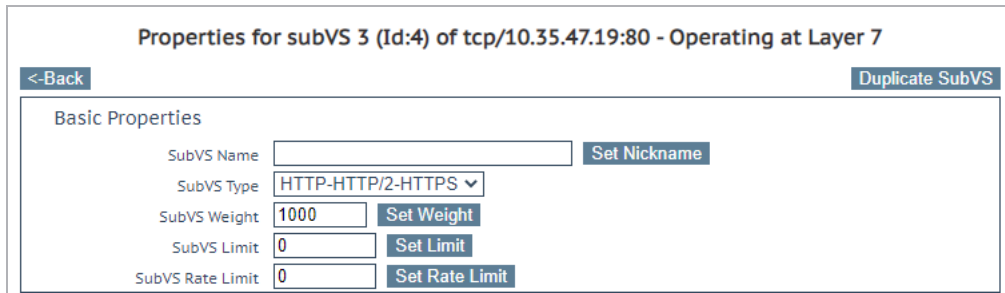 Properties for subVS 3 (Id:4) of tcp/10.35.47.19:80 - Operating at Layer 7
<-Back Duplicate SubVS
Basic Properties
SubVS Name Set Nickname
SubVS Type HTTP-HTTP/2-HTTPS
SubVS Weight 1000 Set Weight
SubVS Limit 0 Set Limit
SubVS Rate Limit 0 Set Rate Limit